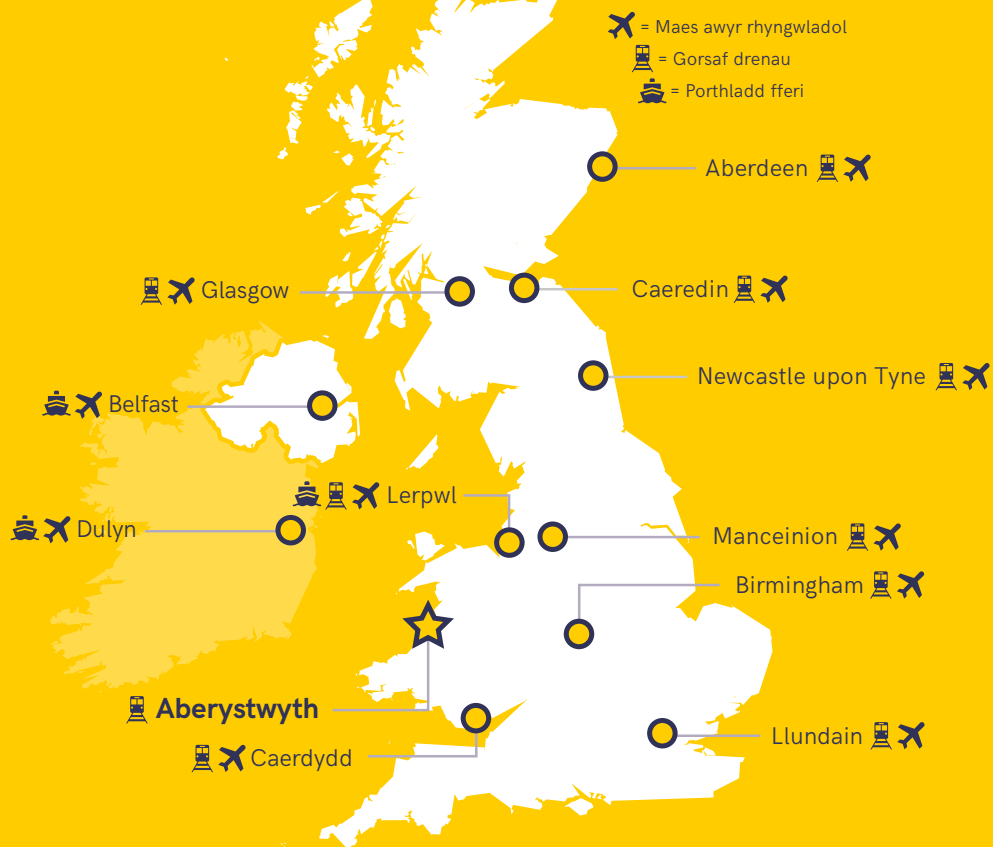 = Maes awyr rhyngwladol
= Gorsaf drenau
= Porthladd fferi
Aberdeen
Glasgow
Caeredin
Newcastle upon Tyne
Belfast
Lerpwl
Dulyn
Manceinion
Birmingham
Aberystwyth
Llundain
Caerdydd